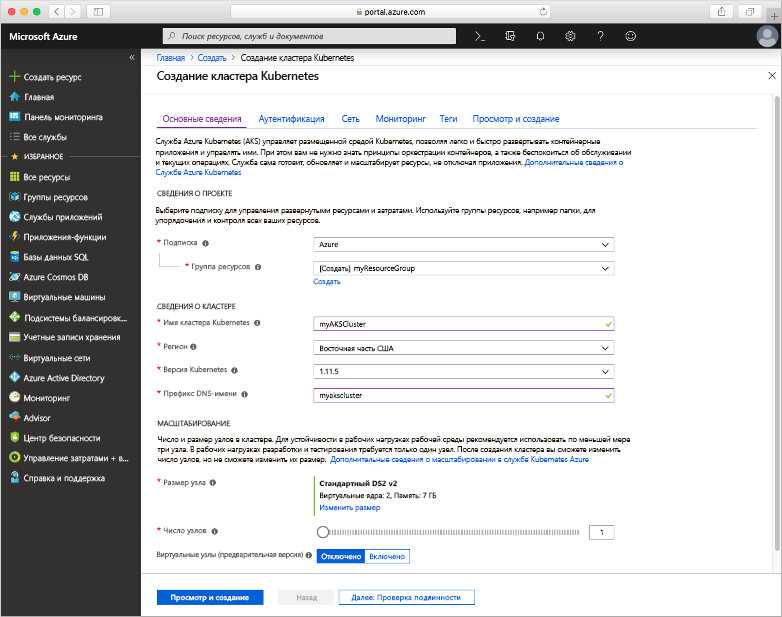 portal.azure.com
Microsoft Azure
Поиск ресурсов, служб и документов
Создать ресурс
Главная
Панель мониторинга
Все службы
ИЗБРАННОЕ
Все ресурсы
Группы ресурсов
Службы приложений
Приложения-функции
Базы данных SQL
Azure Cosmos DB
Виртуальные машины
Подсистемы балансировк...
Учетные записи хранения
Виртуальные сети
Azure Active Directory
Мониторинг
Advisor
Центр безопасности
Управление затратами + в...
Справка и поддержка
Главная > Создать > Создание кластера Kubernetes
Создание кластера Kubernetes
Основные сведения Аутентификация Сеть Мониторинг Теги Просмотр и создание
Служба Azure Kubernetes (AKS) управляет размещенной средой Kubernetes, позволяя легко и быстро развертывать контейнерные
приложения и управлять ими. При этом вам не нужно знать принципы оркестрации контейнеров, а также беспокоиться об обслуживании
и текущих операциях. Служба сама готовит, обновляет и масштабирует ресурсы, не отключая приложения. Дополнительные сведения о
Службе Azure Kubernetes
СВЕДЕНИЯ О ПРОЕКТЕ
Выберите подписку для управления развернутыми ресурсами и затратами. Используйте группы ресурсов, например папки, для
упорядочения и контроля всех ваших ресурсов.
* Подписка
Azure
* Группа ресурсов
[Создать] myResourceGroup
Создать
СВЕДЕНИЯ О КЛАСТЕРЕ
* Имя кластера Kubernetes
myAKSCluster
* Регион
Восточная часть США
* Версия Kubernetes
1.11.5
* Префикс DNS-имени
myakscluster
МАСШТАБИРОВАНИЕ
Число и размер узлов в кластере. Для устойчивости в рабочих нагрузках рабочей среды рекомендуется использовать по меньшей мере
три узла. В рабочих нагрузках разработки и тестирования требуется только один узел. После создания кластера вы сможете изменить
число узлов, но не сможете изменить их размер. Дополнительные сведения о масштабировании в службе Kubernetes Azure
* Размер узла
Стандартный DS2 v2
Виртуальные ядра: 2, Память: 7 ГБ
Изменить размер
* Число узлов
1
Виртуальные узлы (предварительная версия)
Отключено Включено
Просмотр и создание
Назад
Далее: Проверка подлинности